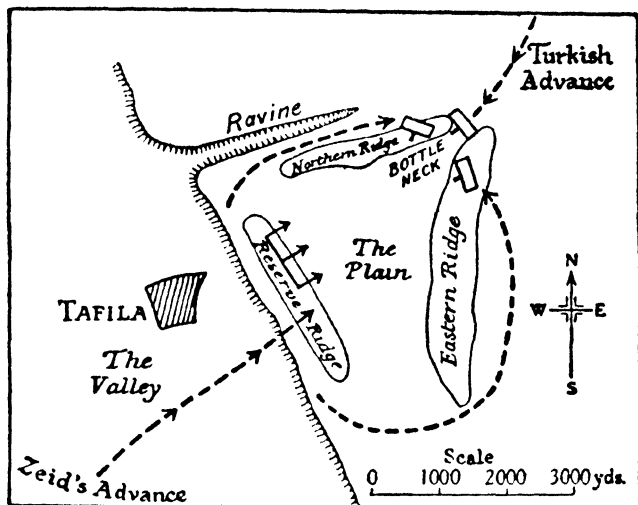 Turkish
Advance
Ravine
Northern Ridge
BOTTLE
NECK
The
Plain
Reserve
Ridge
Eastern Ridge
N
W
E
S
TAFILA
The
Valley
Zeid's Advance
Scale
0 1000 2000 3000 yds.